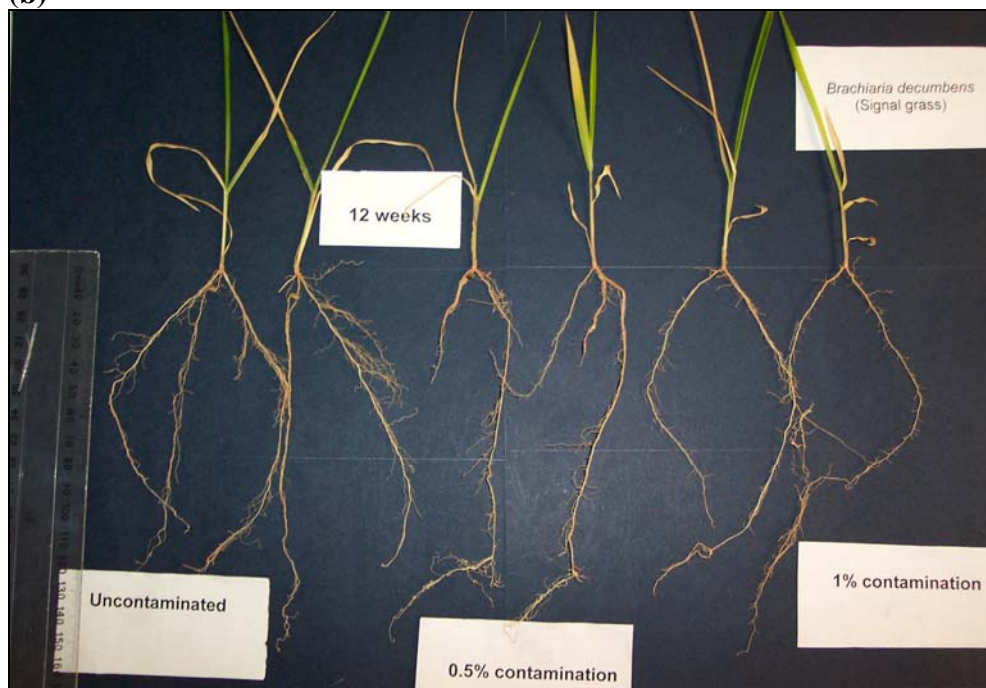 (b)
Brachiaria decumbens
(Signal grass)
12 weeks
Uncontaminated
0.5% contamination
1% contamination